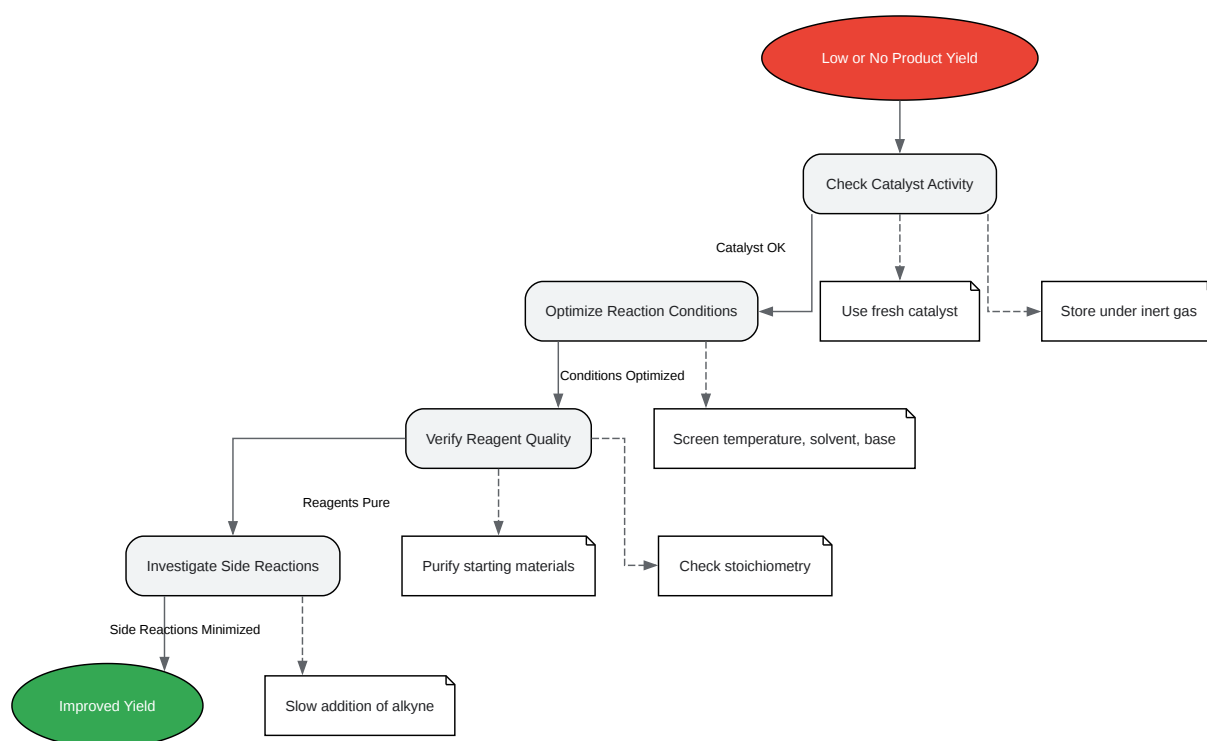 Low or No Product Yield
Check Catalyst Activity
Catalyst OK
Optimize Reaction Conditions
Use fresh catalyst
Store under inert gas
Conditions Optimized
Verify Reagent Quality
Screen temperature, solvent, base
Reagents Pure
Investigate Side Reactions
Purify starting materials
Check stoichiometry
Side Reactions Minimized
Improved Yield
Slow addition of alkyne